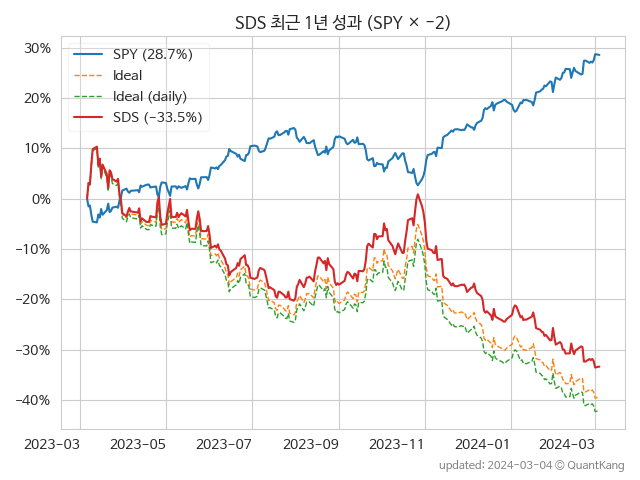 SDS 최근 1년 성과 (SPY × −2)
SPY (28.7%)
Ideal
Ideal (daily)
SDS (−33.5%)
30%
20%
10%
0%
−10%
−20%
−30%
−40%
2023-03 2023-05 2023-07 2023-09 2023-11 2024-01 2024-03
updated: 2024-03-04 © QuantKang